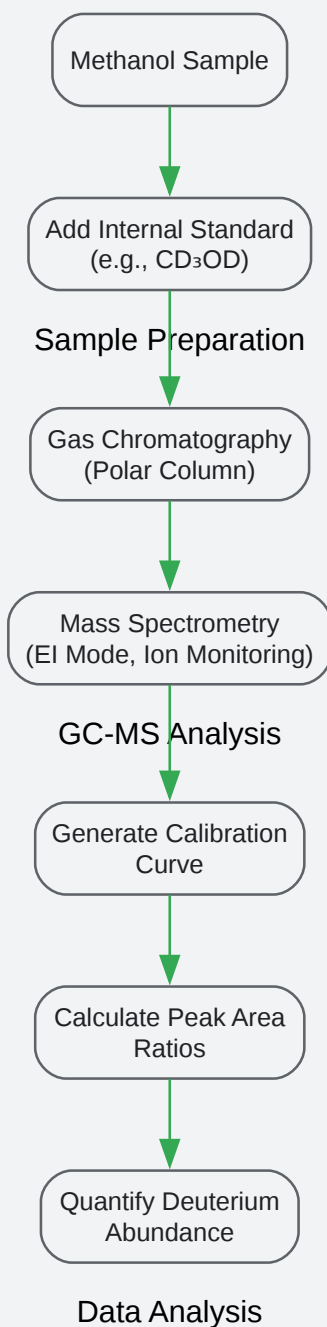 Methanol Sample
Add Internal Standard
(e.g., CD₃OD)
Sample Preparation
Gas Chromatography
(Polar Column)
Mass Spectrometry
(EI Mode, Ion Monitoring)
GC-MS Analysis
Generate Calibration
Curve
Calculate Peak Area
Ratios
Quantify Deuterium
Abundance
Data Analysis